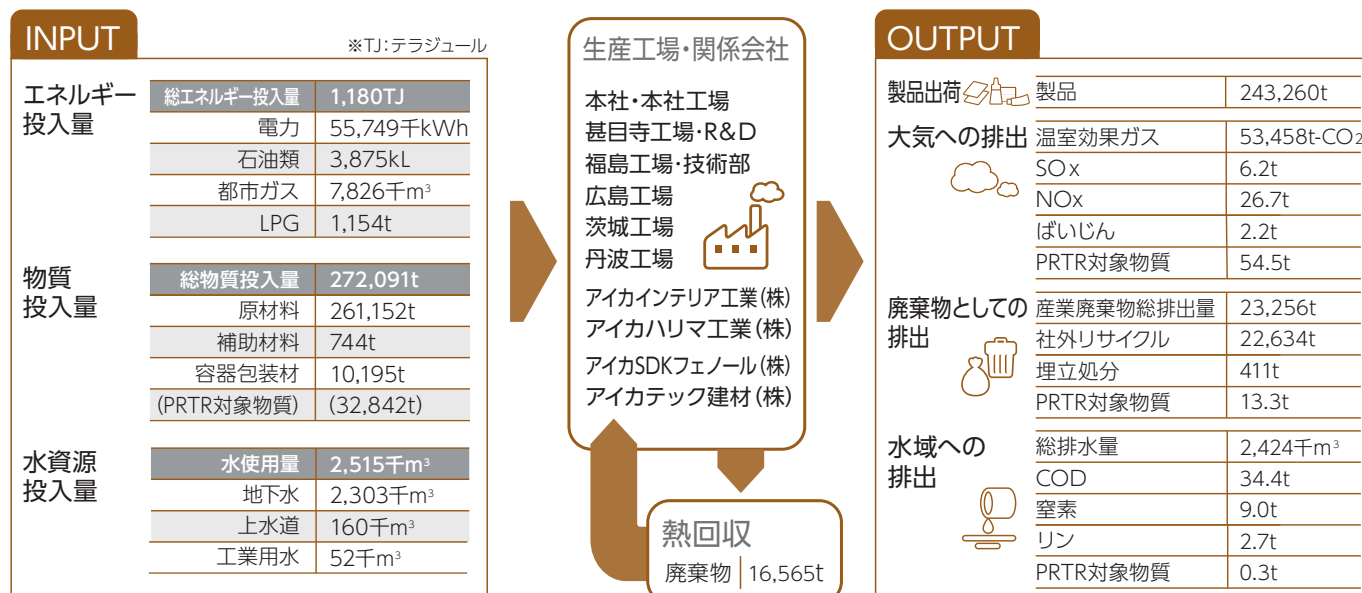 INPUT
※TJ:テラジュール
エネルギー
投入量
総エネルギー投入量 1,180TJ
電力 55,749千kWh
石油類 3,875kL
都市ガス 7,826千m³
LPG 1,154t
物質
投入量
総物質投入量 272,091t
原材料 261,152t
補助材料 744t
容器包装材 10,195t
(PRTR対象物質) (32,842t)
水資源
投入量
水使用量 2,515千m³
地下水 2,303千m³
上水道 160千m³
工業用水 52千m³
生産工場・関係会社
本社・本社工場
甚目寺工場・R&D
福島工場・技術部
広島工場
茨城工場
丹波工場
アイカインテリア工業(株)
アイカハリマ工業(株)
アイカSDKフェノール(株)
アイカテック建材(株)
熱回収
廃棄物 16,565t
OUTPUT
製品出荷
製品 243,260t
大気への排出
温室効果ガス 53,458t-CO2
SOx 6.2t
NOx 26.7t
ばいじん 2.2t
PRTR対象物質 54.5t
廃棄物としての
排出
産業廃棄物総排出量 23,256t
社外リサイクル 22,634t
埋立処分 411t
PRTR対象物質 13.3t
水域への
排出
総排水量 2,424千m³
COD 34.4t
窒素 9.0t
リン 2.7t
PRTR対象物質 0.3t